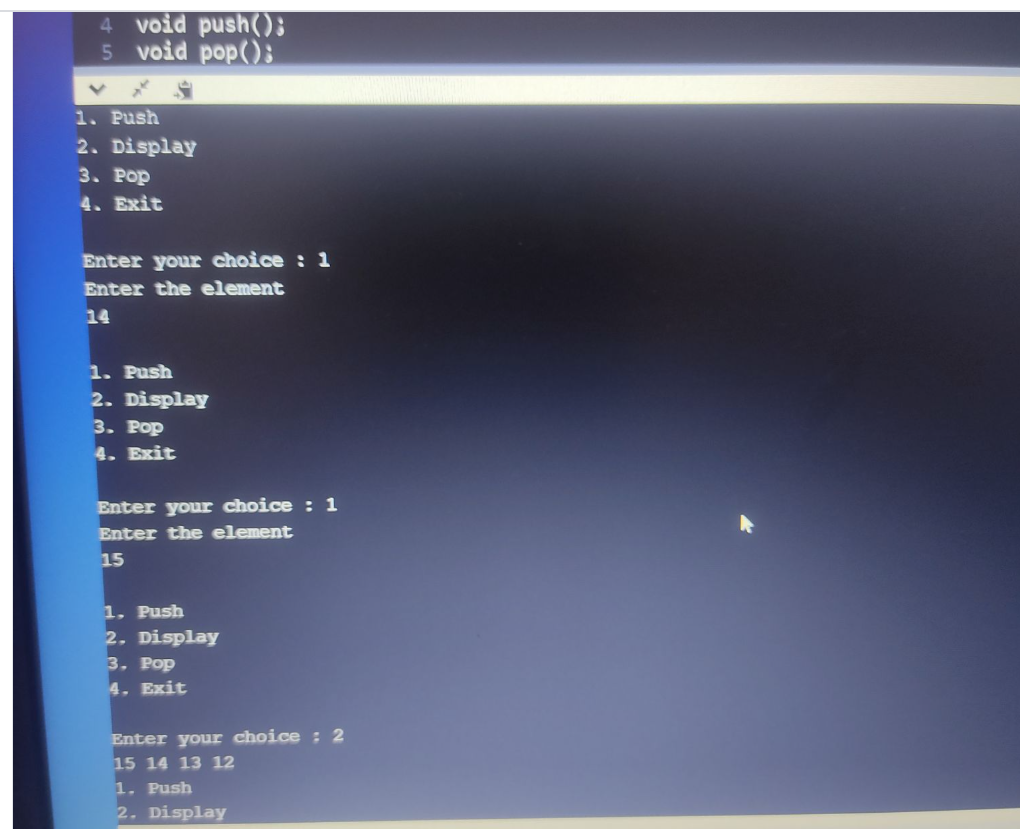 4 void push();
5 void pop();
1. Push
2. Display
3. Pop
4. Exit
Enter your choice : 1
Enter the element
14
1. Push
2. Display
3. Pop
4. Exit
Enter your choice : 1
Enter the element
15
1. Push
2. Display
3. Pop
4. Exit
Enter your choice : 2
15 14 13 12
1. Push
2. Display